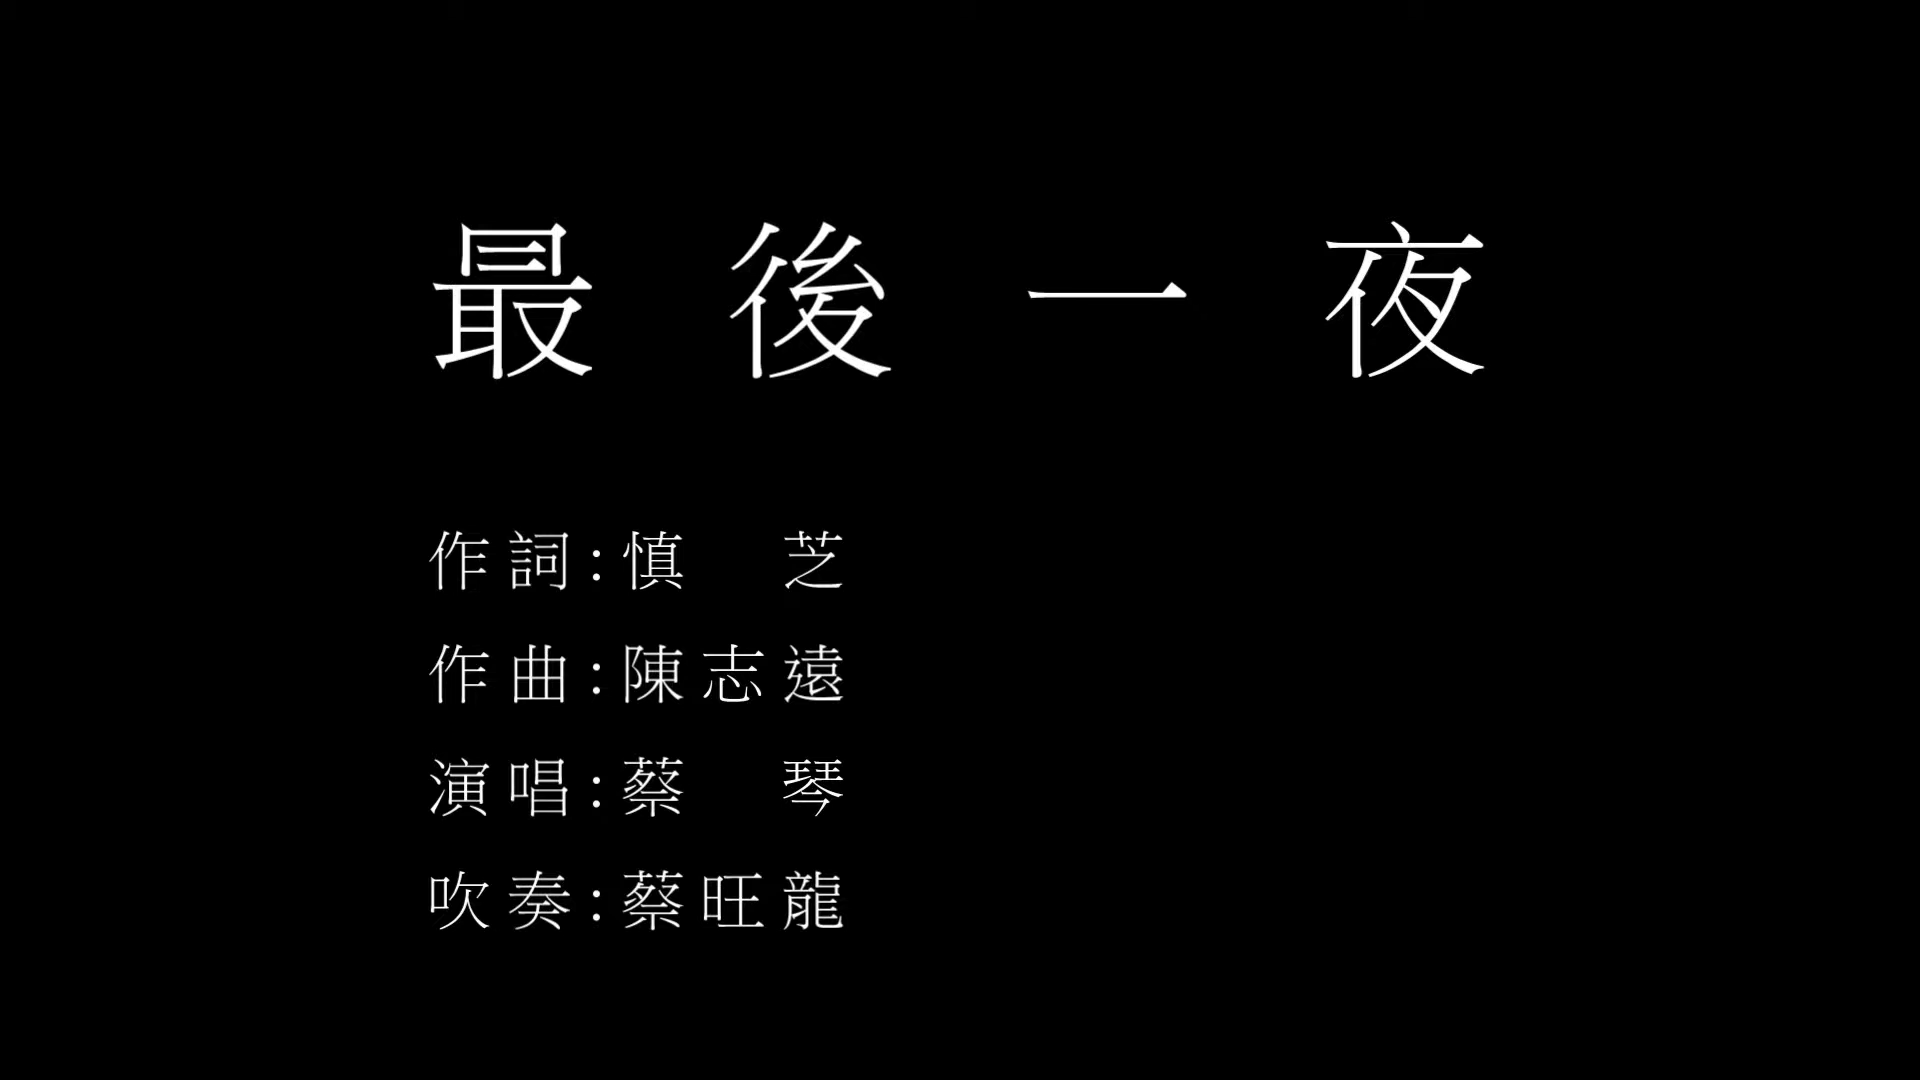 最後一夜
作詞:慎　芝
作曲:陳志遠
演唱:蔡　琴
吹奏:蔡旺龍